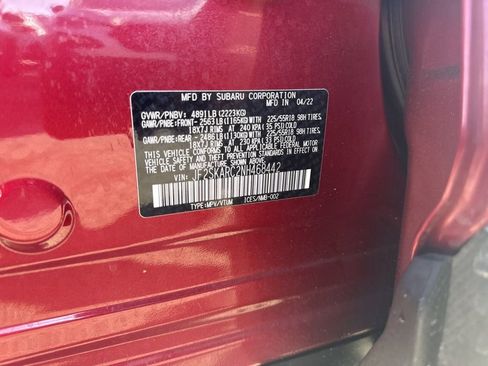 MFD BY SUBARU CORPORATION
MFD IN 04/22
GVWR/PNBV: 4891LB(2223KG)
GAWR/PNBE:FRONT-2563LB(1165KG)WITH 225/55R18 98H TIRES,
18X7J RIMS AT 240 KPA(35 PSI)COLD
GAWR/PNBE:REAR -2486LB(1130KG)WITH 225/55R18 98H TIRES,
18X7J RIMS AT 230 KPA(33 PSI)COLD
THIS VEHICLE CONFORMS TO ALL APPLICABLE
FEDERAL MOTOR VEHICLE SAFETY, BUMPER,
AND THEFT PREVENTION STANDARDS IN EFFECT ON
THE DATE OF MANUFACTURE SHOWN ABOVE.
VIN: JF2SKARC2NH468442
TYPE:MPV/VTUM ICES/NMB-002